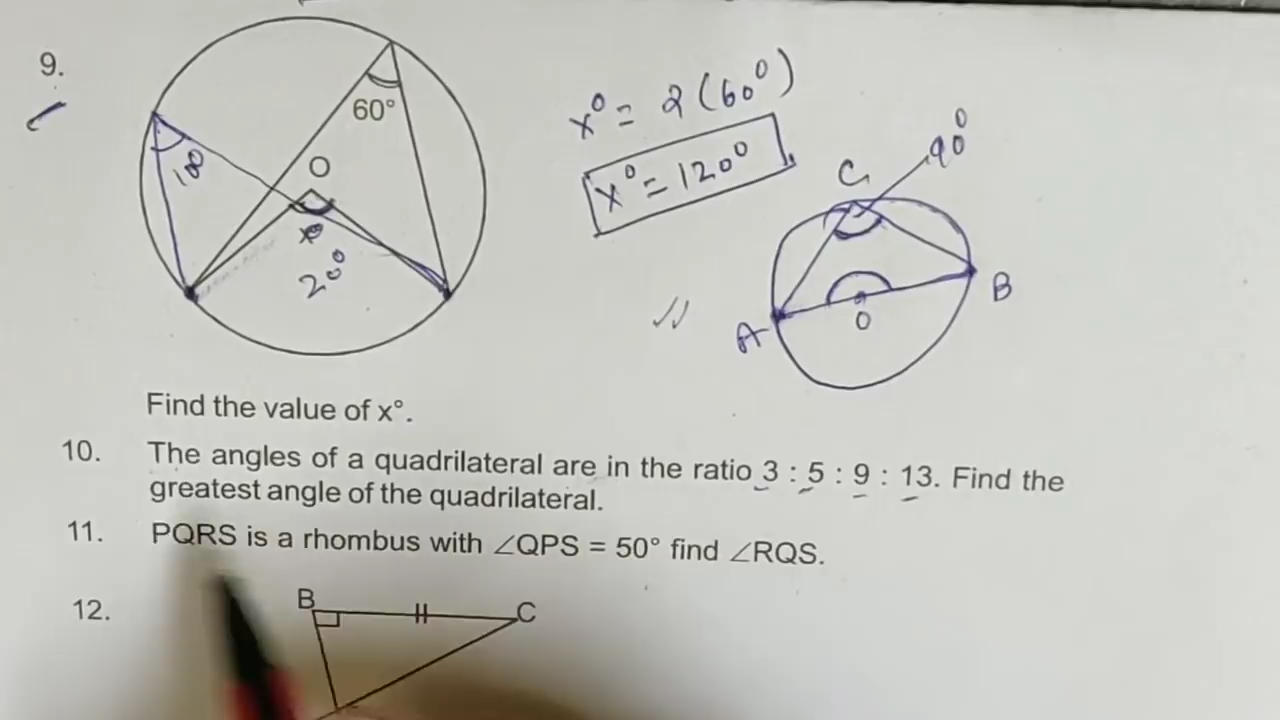 9.
60°
O
x°
20°
10°
x° = 2 (60°)
x° = 120°
90°
C
A
B
O
Find the value of x°.
10. The angles of a quadrilateral are in the ratio 3 : 5 : 9 : 13. Find the
greatest angle of the quadrilateral.
11. PQRS is a rhombus with ∠QPS = 50° find ∠RQS.
12.
B
C